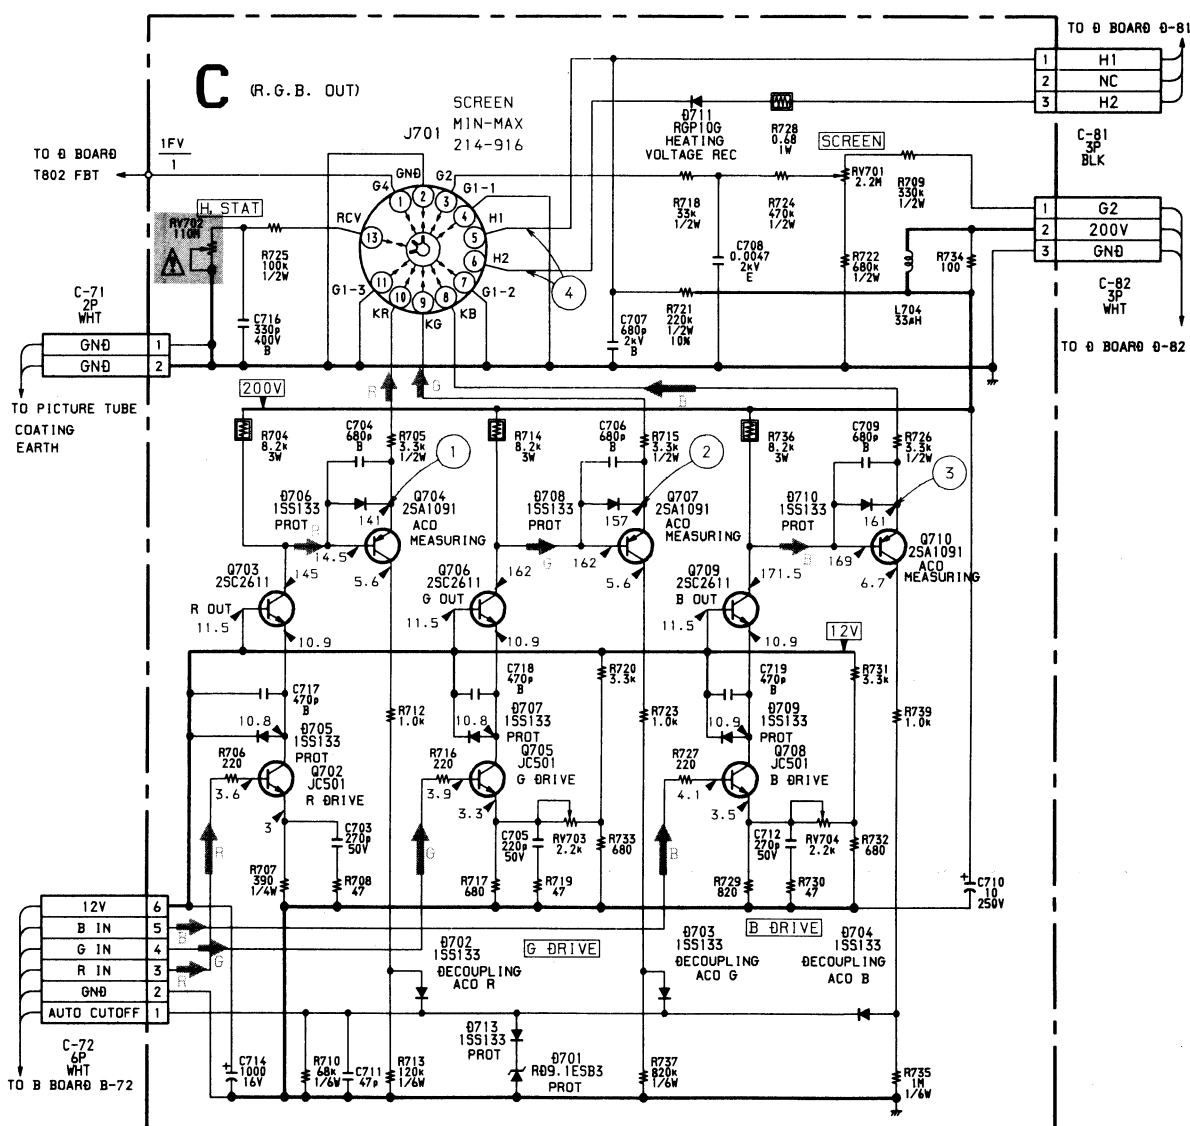 TO D BOARD D-81
1 H1
2 NC
3 H2
C-81
3P
BLK
C (R.G.B. OUT)
SCREEN
MIN-MAX
214-916
J701
D711
RGP10G
HEATING
VOLTAGE REC
R728
0.68
1W
SCREEN
RV701
2.2M
R709
330k
1/2W
1FV
1
TO D BOARD
T802 FBT
GND
G4
G2
G1-1
H1
H2
G1-2
KB
KG
KR
G1-3
RCV
1
2
3
4
5
6
7
8
9
10
11
13
4
H. STAT
RV702
110M
R725
100k
1/2W
C716
330p
400V
B
R718
33k
1/2W
R724
470k
1/2W
C708
0.0047
2kV
E
R722
680k
1/2W
R721
220k
1/2W
10%
C707
680p
2kV
B
L704
33µH
R734
100
1 G2
2 200V
3 GND
C-82
3P
WHT
TO D BOARD D-82
C-71
2P
WHT
GND 1
GND 2
TO PICTURE TUBE
COATING
EARTH
200V
R
G
B
R704
8.2k
3W
C704
680p
B
R705
3.3k
1/2W
1
R714
8.2k
3W
C706
680p
B
R715
3.3k
1/2W
2
R736
8.2k
3W
C709
680p
B
R726
3.3k
1/2W
3
D706
1SS133
PROT
141
Q704
2SA1091
ACO
MEASURING
D708
1SS133
PROT
157
Q707
2SA1091
ACO
MEASURING
D710
1SS133
PROT
161
Q710
2SA1091
ACO
MEASURING
R
14.5
5.6
G
162
5.6
B
169
6.7
Q703
2SC2611
145
R OUT
11.5
10.9
Q706
2SC2611
162
G OUT
11.5
10.9
Q709
2SC2611
171.5
B OUT
11.5
10.9
12V
C717
470p
B
C718
470p
B
C719
470p
B
R720
3.3k
R731
3.3k
R712
1.0k
R723
1.0k
R739
1.0k
10.8
D705
1SS133
PROT
10.8
D707
1SS133
PROT
10.9
D709
1SS133
PROT
R706
220
3.6
Q702
JC501
R DRIVE
3
R716
220
3.9
Q705
JC501
G DRIVE
3.3
R727
220
4.1
Q708
JC501
B DRIVE
3.5
R
G
B
C703
270p
50V
R707
390
1/4W
R708
47
C705
220p
50V
RV703
2.2k
R733
680
R717
680
R719
47
C712
270p
50V
RV704
2.2k
R732
680
R729
820
R730
47
C710
10
250V
12V 6
B IN 5
G IN 4
R IN 3
GND 2
AUTO CUTOFF 1
B
G
R
C-72
6P
WHT
TO B BOARD B-72
G DRIVE
B DRIVE
D702
1SS133
DECOUPLING
ACO R
D703
1SS133
DECOUPLING
ACO G
D704
1SS133
DECOUPLING
ACO B
C714
1000
16V
R710
68k
1/6W
C711
47p
R713
120k
1/6W
D713
1SS133
PROT
D701
RD9.1ESB3
PROT
R737
820k
1/6W
R735
1M
1/6W